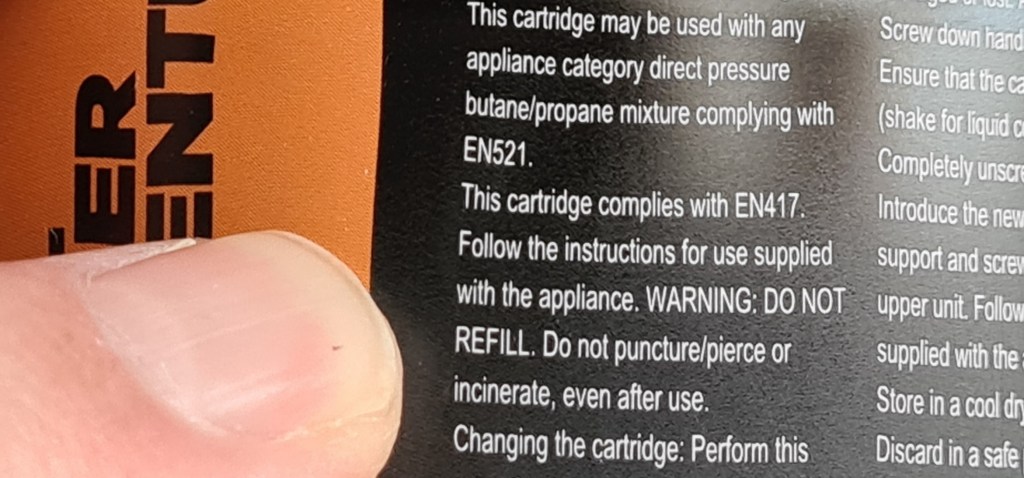 This cartridge may be used with any
appliance category direct pressure
butane/propane mixture complying with
EN521.
This cartridge complies with EN417.
Follow the instructions for use supplied
with the appliance. WARNING: DO NOT
REFILL. Do not puncture/pierce or
incinerate, even after use.
Changing the cartridge: Perform this
Screw down hand
Ensure that the ca
(shake for liquid c
Completely unscre
Introduce the new
support and screw
upper unit. Follow
supplied with the
Store in a cool dry
Discard in a safe